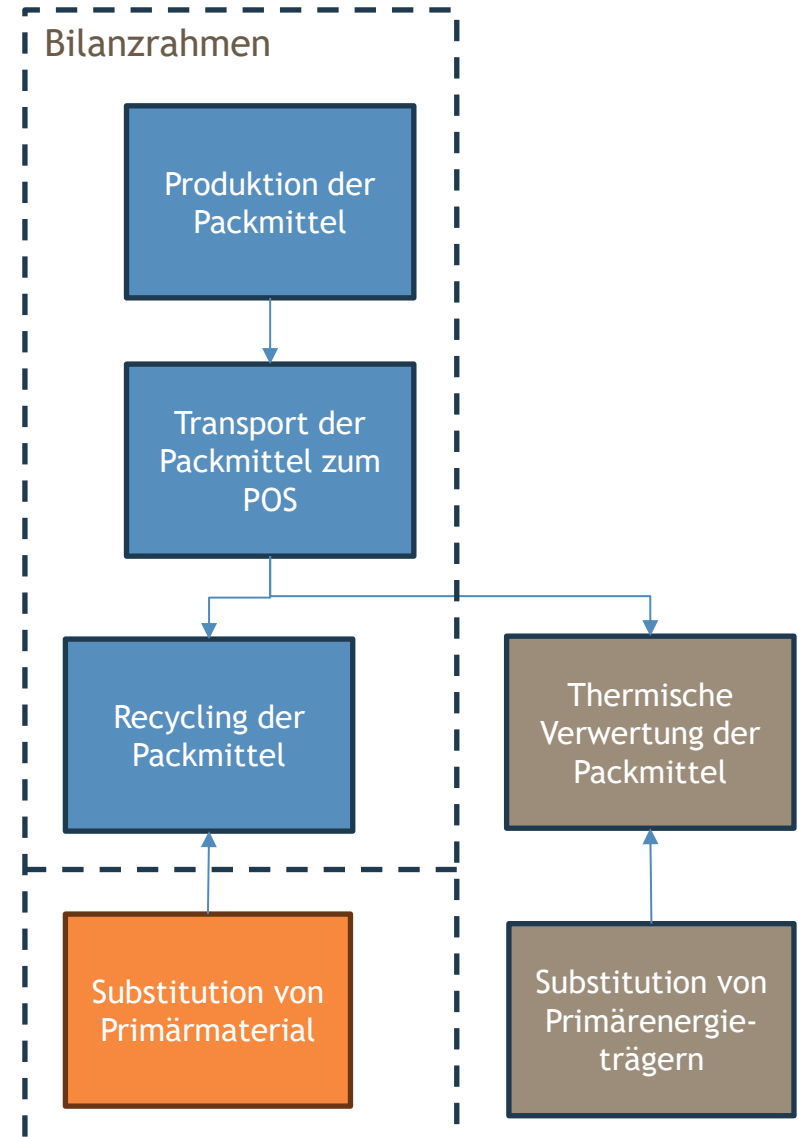 Bilanzrahmen
Produktion der
Packmittel
Transport der
Packmittel zum
POS
Recycling der
Packmittel
Thermische
Verwertung der
Packmittel
Substitution von
Primärmaterial
Substitution von
Primärenergie-
trägern